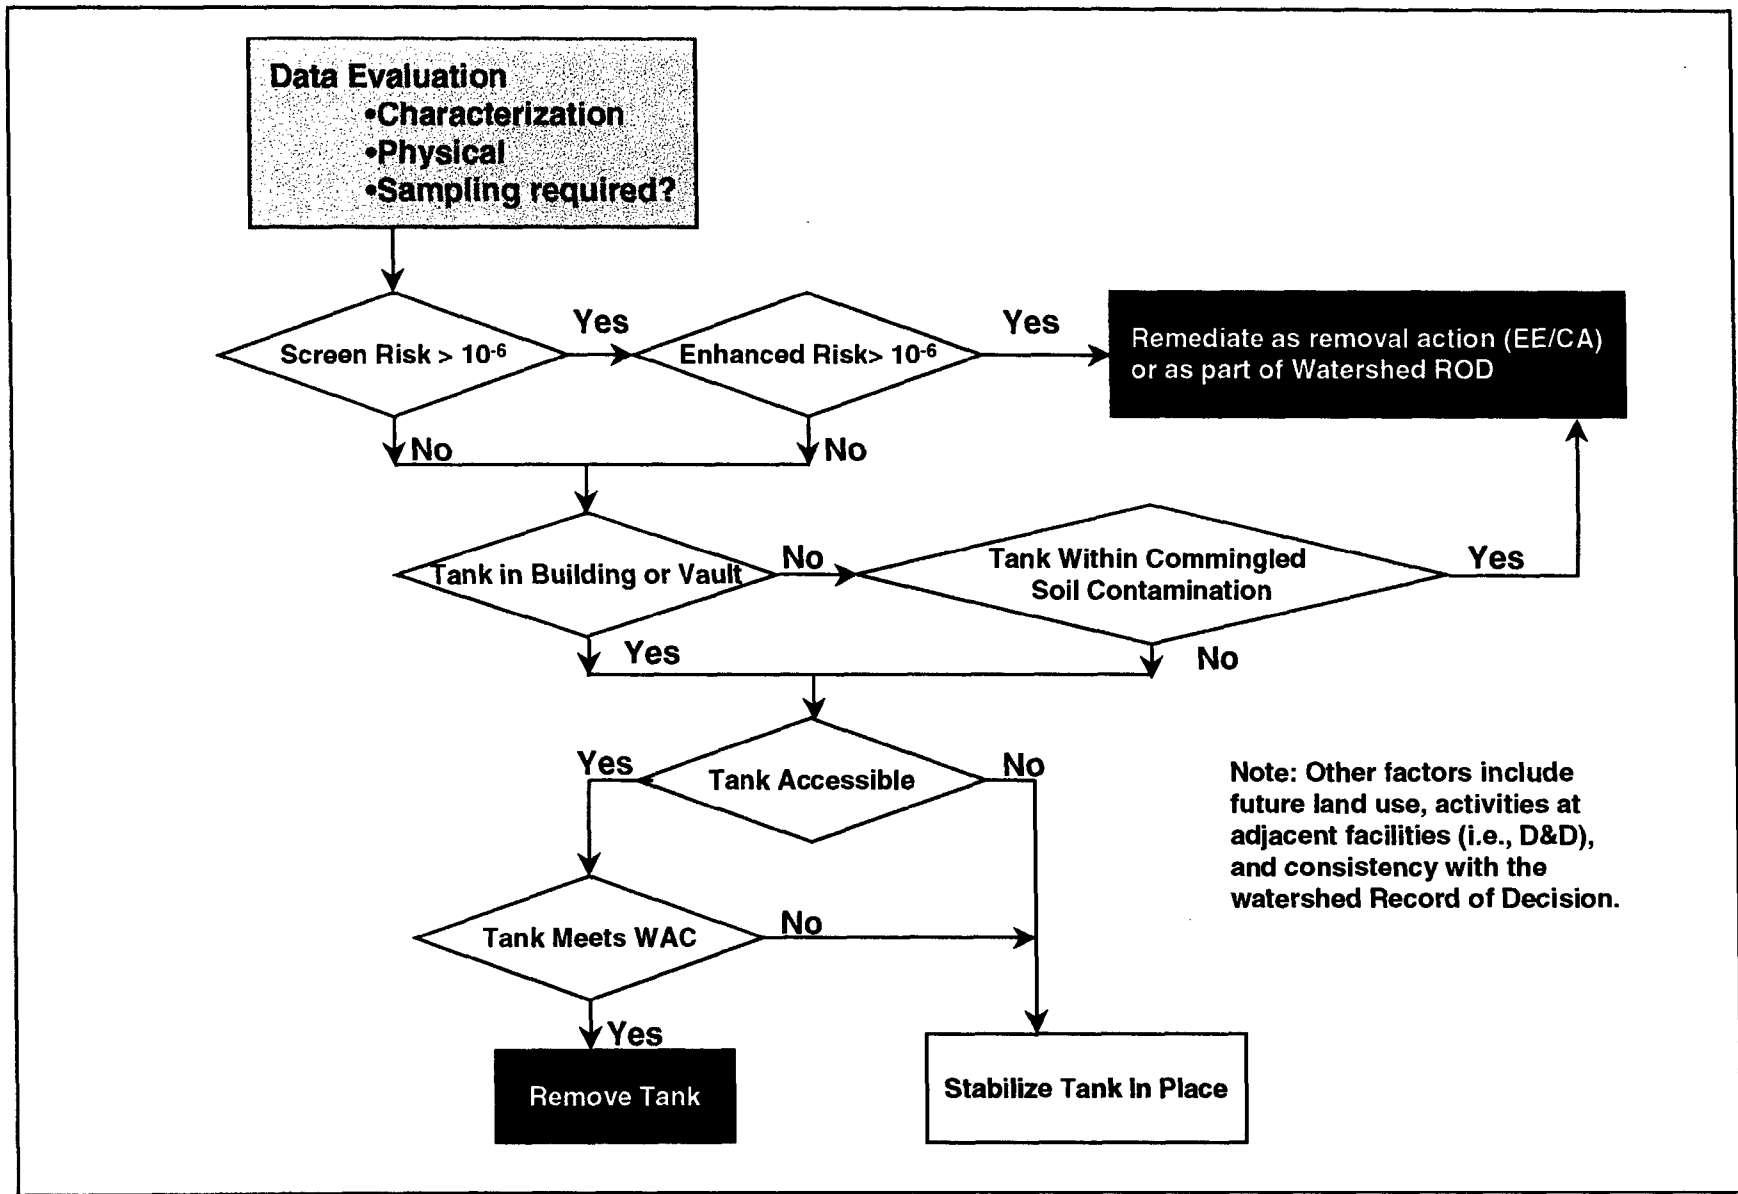 Data Evaluation
•Characterization
•Physical
•Sampling required?
Screen Risk > 10⁻⁶
Yes
Enhanced Risk> 10⁻⁶
Yes
Remediate as removal action (EE/CA)
or as part of Watershed ROD
No
No
Tank in Building or Vault
No
Tank Within Commingled
Soil Contamination
Yes
Yes
No
Tank Accessible
Yes
No
Note: Other factors include
future land use, activities at
adjacent facilities (i.e., D&D),
and consistency with the
watershed Record of Decision.
Tank Meets WAC
No
Yes
Remove Tank
Stabilize Tank In Place